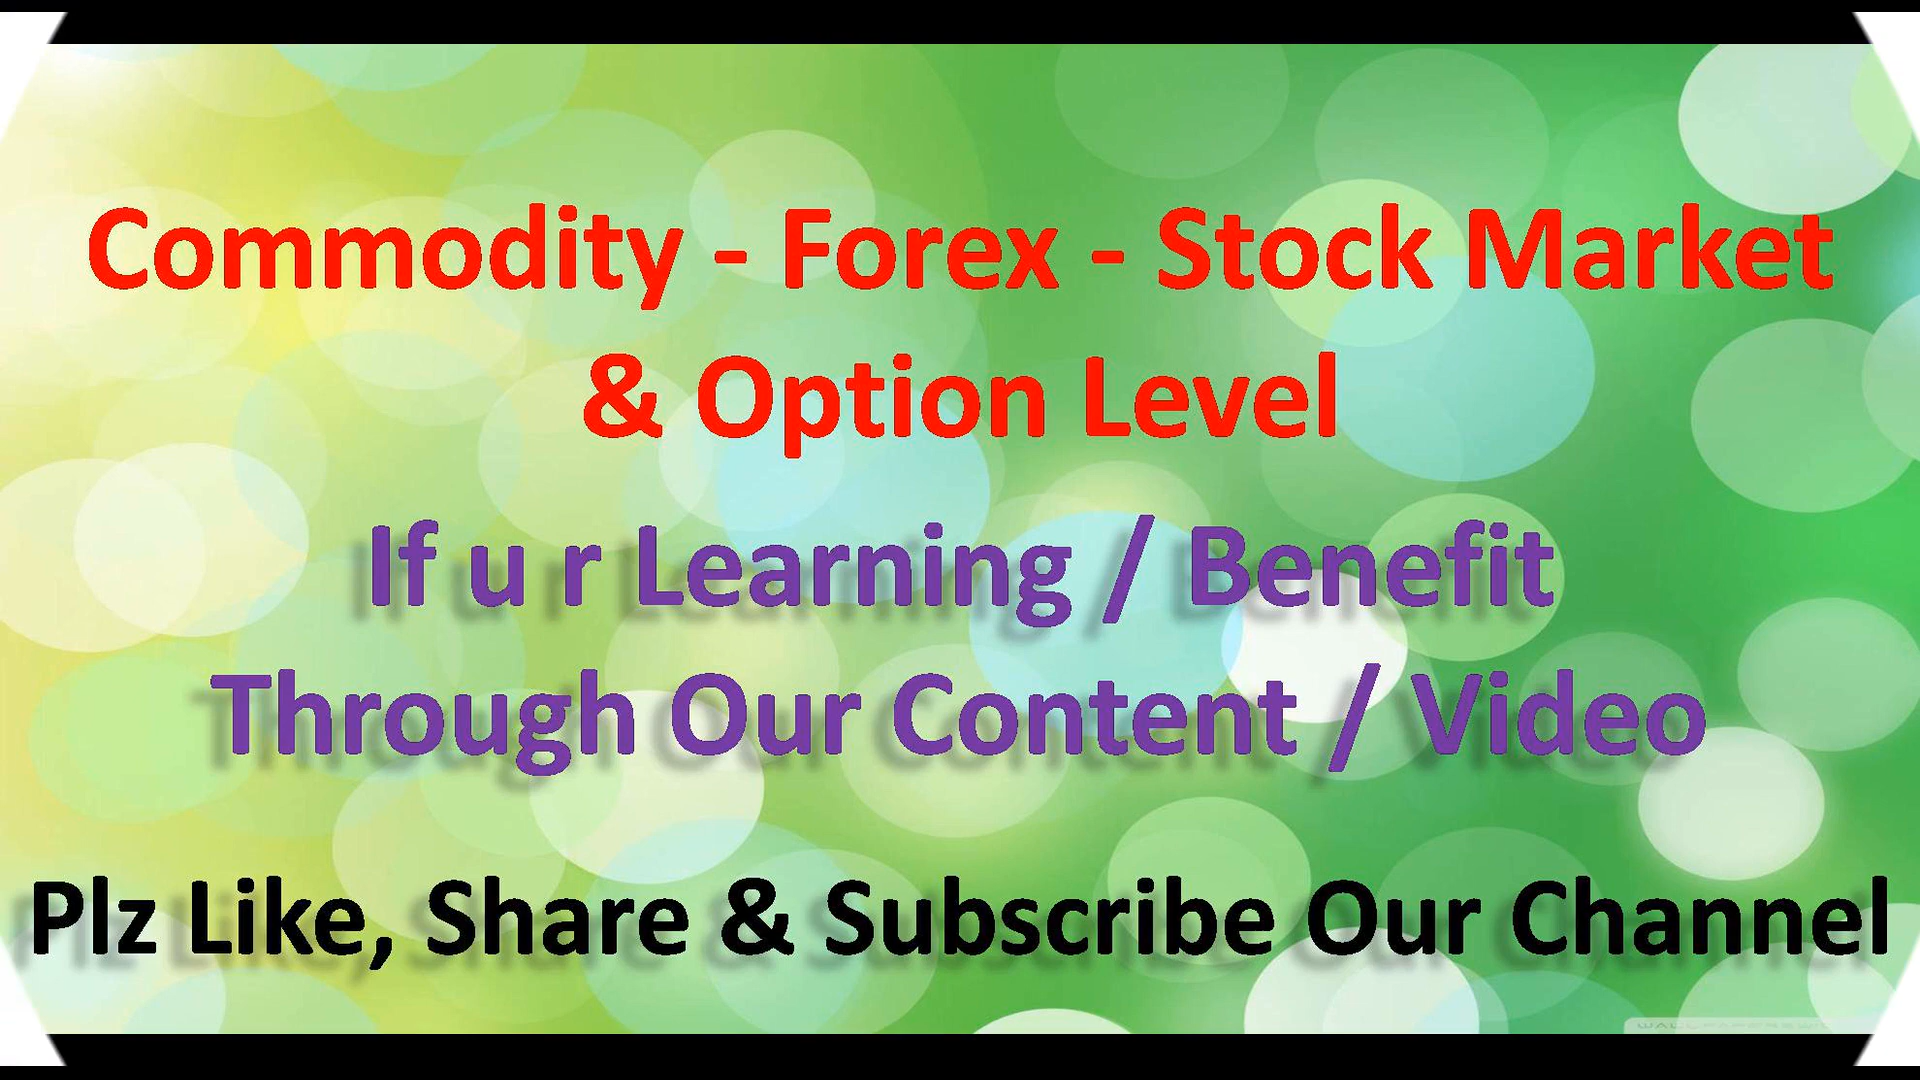 Commodity - Forex - Stock Market
& Option Level
If u r Learning / Benefit
Through Our Content / Video
Plz Like, Share & Subscribe Our Channel